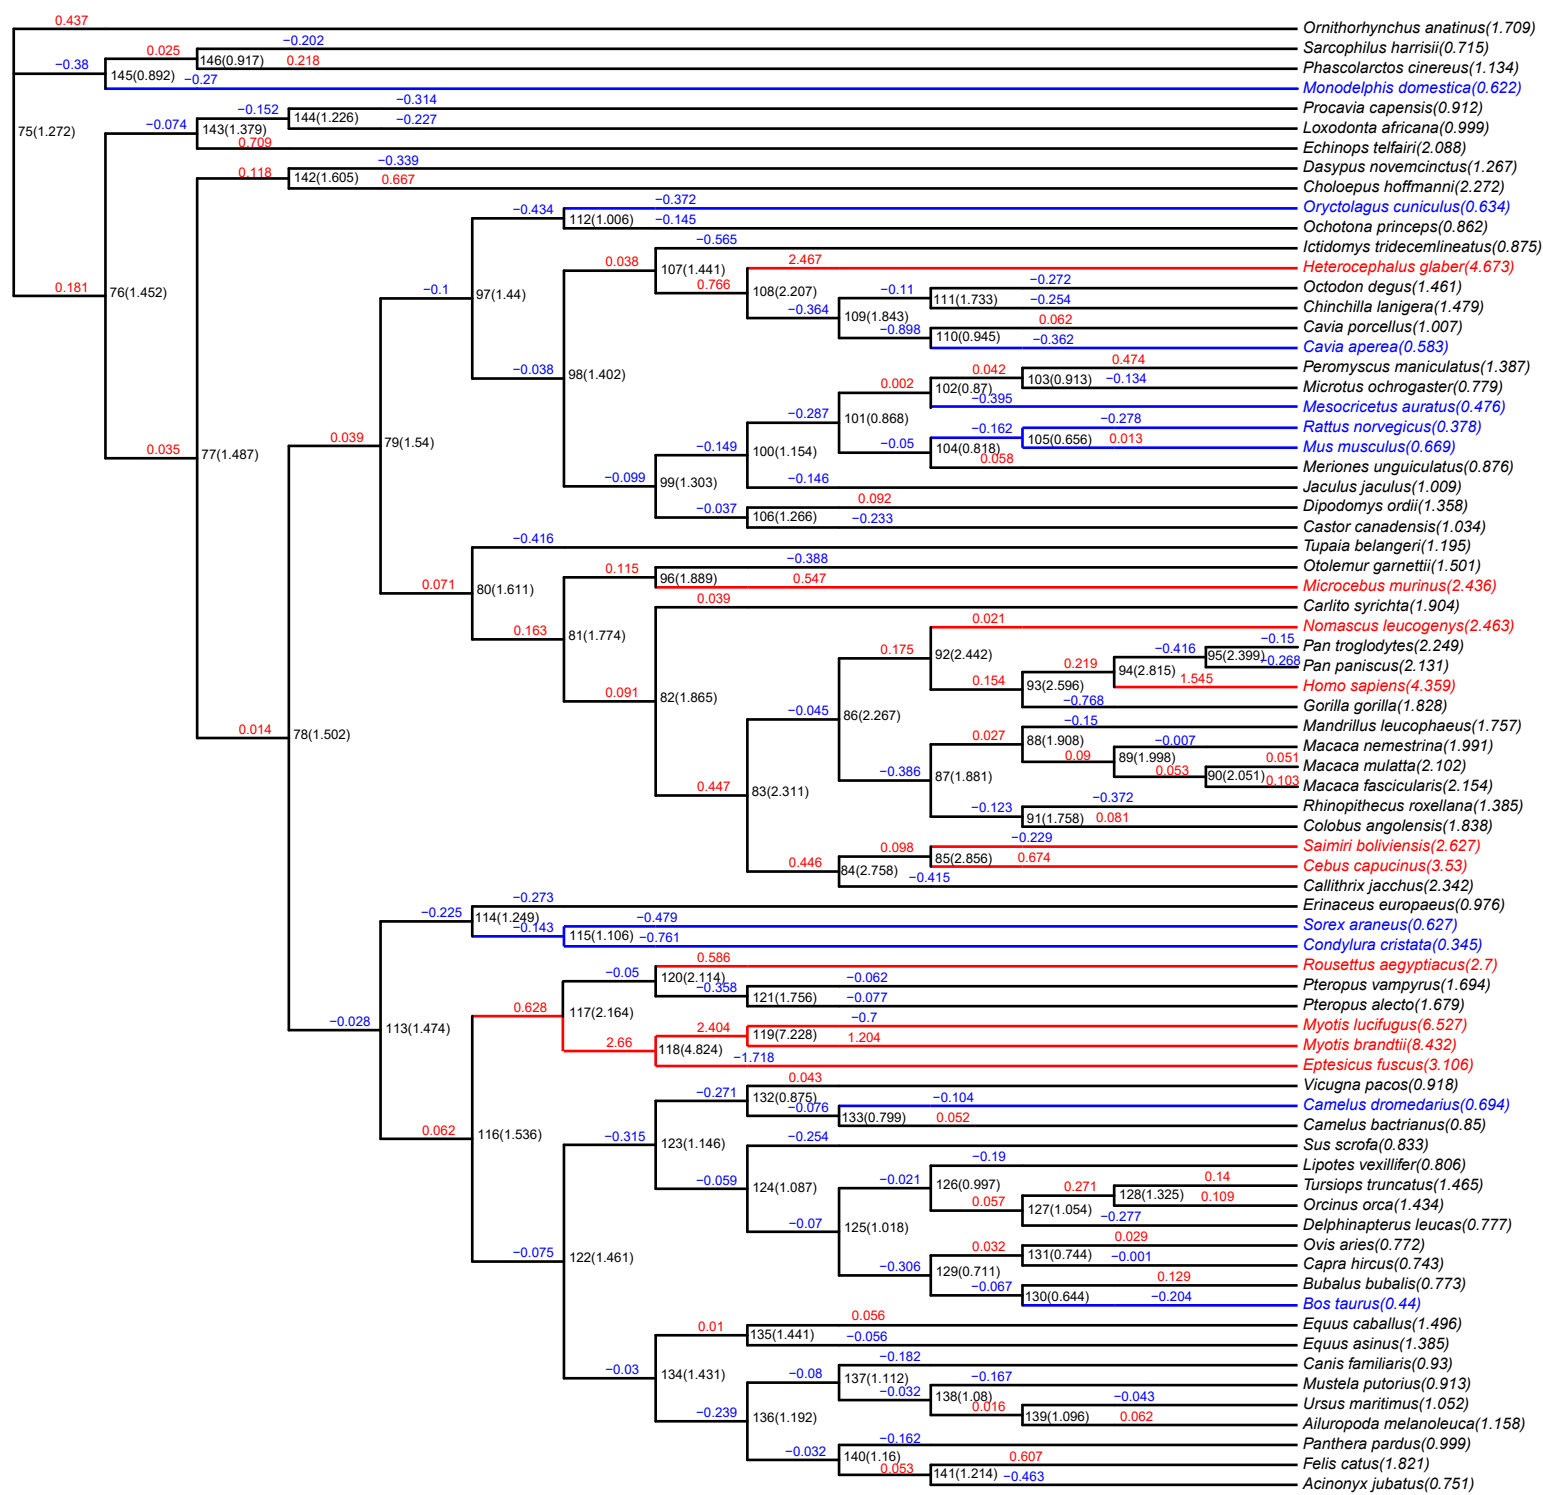 0.437
Ornithorhynchus anatinus(1.709)
−0.202
Sarcophilus harrisii(0.715)
0.025
146(0.917) 0.218
Phascolarctos cinereus(1.134)
−0.38
145(0.892) −0.27
Monodelphis domestica(0.622)
−0.314
Procavia capensis(0.912)
−0.152
144(1.226) −0.227
Loxodonta africana(0.999)
−0.074
143(1.379)
75(1.272)
0.709
Echinops telfairi(2.088)
−0.339
Dasypus novemcinctus(1.267)
0.118
142(1.605) 0.667
Choloepus hoffmanni(2.272)
−0.372
Oryctolagus cuniculus(0.634)
−0.434
112(1.006) −0.145
Ochotona princeps(0.862)
−0.565
Ictidomys tridecemlineatus(0.875)
0.038
107(1.441)
2.467
Heterocephalus glaber(4.673)
0.766
108(2.207)
−0.272
Octodon degus(1.461)
−0.11
111(1.733) −0.254
Chinchilla lanigera(1.479)
−0.364
109(1.843)
0.062
Cavia porcellus(1.007)
−0.898
110(0.945) −0.362
Cavia aperea(0.583)
0.181
76(1.452)
−0.1
97(1.44)
0.474
Peromyscus maniculatus(1.387)
0.042
103(0.913) −0.134
Microtus ochrogaster(0.779)
−0.038
98(1.402)
0.002
102(0.87)
−0.395
Mesocricetus auratus(0.476)
−0.287
101(0.868)
−0.278
Rattus norvegicus(0.378)
−0.162
105(0.656) 0.013
Mus musculus(0.669)
−0.05
104(0.818)
0.058
Meriones unguiculatus(0.876)
−0.149
100(1.154)
−0.146
Jaculus jaculus(1.009)
−0.099
99(1.303)
0.092
Dipodomys ordii(1.358)
−0.037
106(1.266) −0.233
Castor canadensis(1.034)
0.035
77(1.487)
0.039
79(1.54)
−0.416
Tupaia belangeri(1.195)
−0.388
Otolemur garnettii(1.501)
0.115
96(1.889)
0.547
Microcebus murinus(2.436)
0.071
80(1.611)
0.039
Carlito syrichta(1.904)
0.163
81(1.774)
0.021
Nomascus leucogenys(2.463)
0.175
92(2.442)
−0.15
Pan troglodytes(2.249)
−0.416
95(2.399) −0.268
Pan paniscus(2.131)
0.219
94(2.815)
1.545
Homo sapiens(4.359)
0.154
93(2.596)
−0.768
Gorilla gorilla(1.828)
0.091
82(1.865)
−0.045
86(2.267)
−0.15
Mandrillus leucophaeus(1.757)
0.027
88(1.908)
−0.007
Macaca nemestrina(1.991)
0.09
89(1.998)
0.051
Macaca mulatta(2.102)
0.053
90(2.051) 0.103
Macaca fascicularis(2.154)
−0.386
87(1.881)
−0.372
Rhinopithecus roxellana(1.385)
−0.123
91(1.758) 0.081
Colobus angolensis(1.838)
0.014
78(1.502)
0.447
83(2.311)
−0.229
Saimiri boliviensis(2.627)
0.098
85(2.856)
0.674
Cebus capucinus(3.53)
0.446
84(2.758)
−0.415
Callithrix jacchus(2.342)
−0.273
Erinaceus europaeus(0.976)
−0.225
114(1.249)
−0.479
Sorex araneus(0.627)
−0.143
115(1.106) −0.761
Condylura cristata(0.345)
0.586
Rousettus aegyptiacus(2.7)
−0.05
120(2.114)
−0.062
Pteropus vampyrus(1.694)
−0.358
121(1.756) −0.077
Pteropus alecto(1.679)
0.628
117(2.164)
−0.028
113(1.474)
−0.7
Myotis lucifugus(6.527)
2.404
119(7.228) 1.204
Myotis brandtii(8.432)
2.66
118(4.824)
−1.718
Eptesicus fuscus(3.106)
0.043
Vicugna pacos(0.918)
−0.271
132(0.875)
−0.104
Camelus dromedarius(0.694)
−0.076
133(0.799) 0.052
Camelus bactrianus(0.85)
0.062
116(1.536)
−0.315
123(1.146)
−0.254
Sus scrofa(0.833)
−0.19
Lipotes vexillifer(0.806)
−0.059
124(1.087)
−0.021
126(0.997)
0.14
Tursiops truncatus(1.465)
0.271
128(1.325) 0.109
Orcinus orca(1.434)
0.057
127(1.054)
−0.277
Delphinapterus leucas(0.777)
−0.07
125(1.018)
0.029
Ovis aries(0.772)
0.032
131(0.744) −0.001
Capra hircus(0.743)
−0.306
129(0.711)
0.129
Bubalus bubalis(0.773)
−0.067
130(0.644) −0.204
Bos taurus(0.44)
−0.075
122(1.461)
0.056
Equus caballus(1.496)
0.01
135(1.441) −0.056
Equus asinus(1.385)
−0.03
134(1.431)
−0.182
Canis familiaris(0.93)
−0.08
137(1.112)
−0.167
Mustela putorius(0.913)
−0.032
138(1.08)
−0.043
Ursus maritimus(1.052)
0.016
139(1.096) 0.062
Ailuropoda melanoleuca(1.158)
−0.239
136(1.192)
−0.162
Panthera pardus(0.999)
−0.032
140(1.16)
0.607
Felis catus(1.821)
0.053
141(1.214) −0.463
Acinonyx jubatus(0.751)